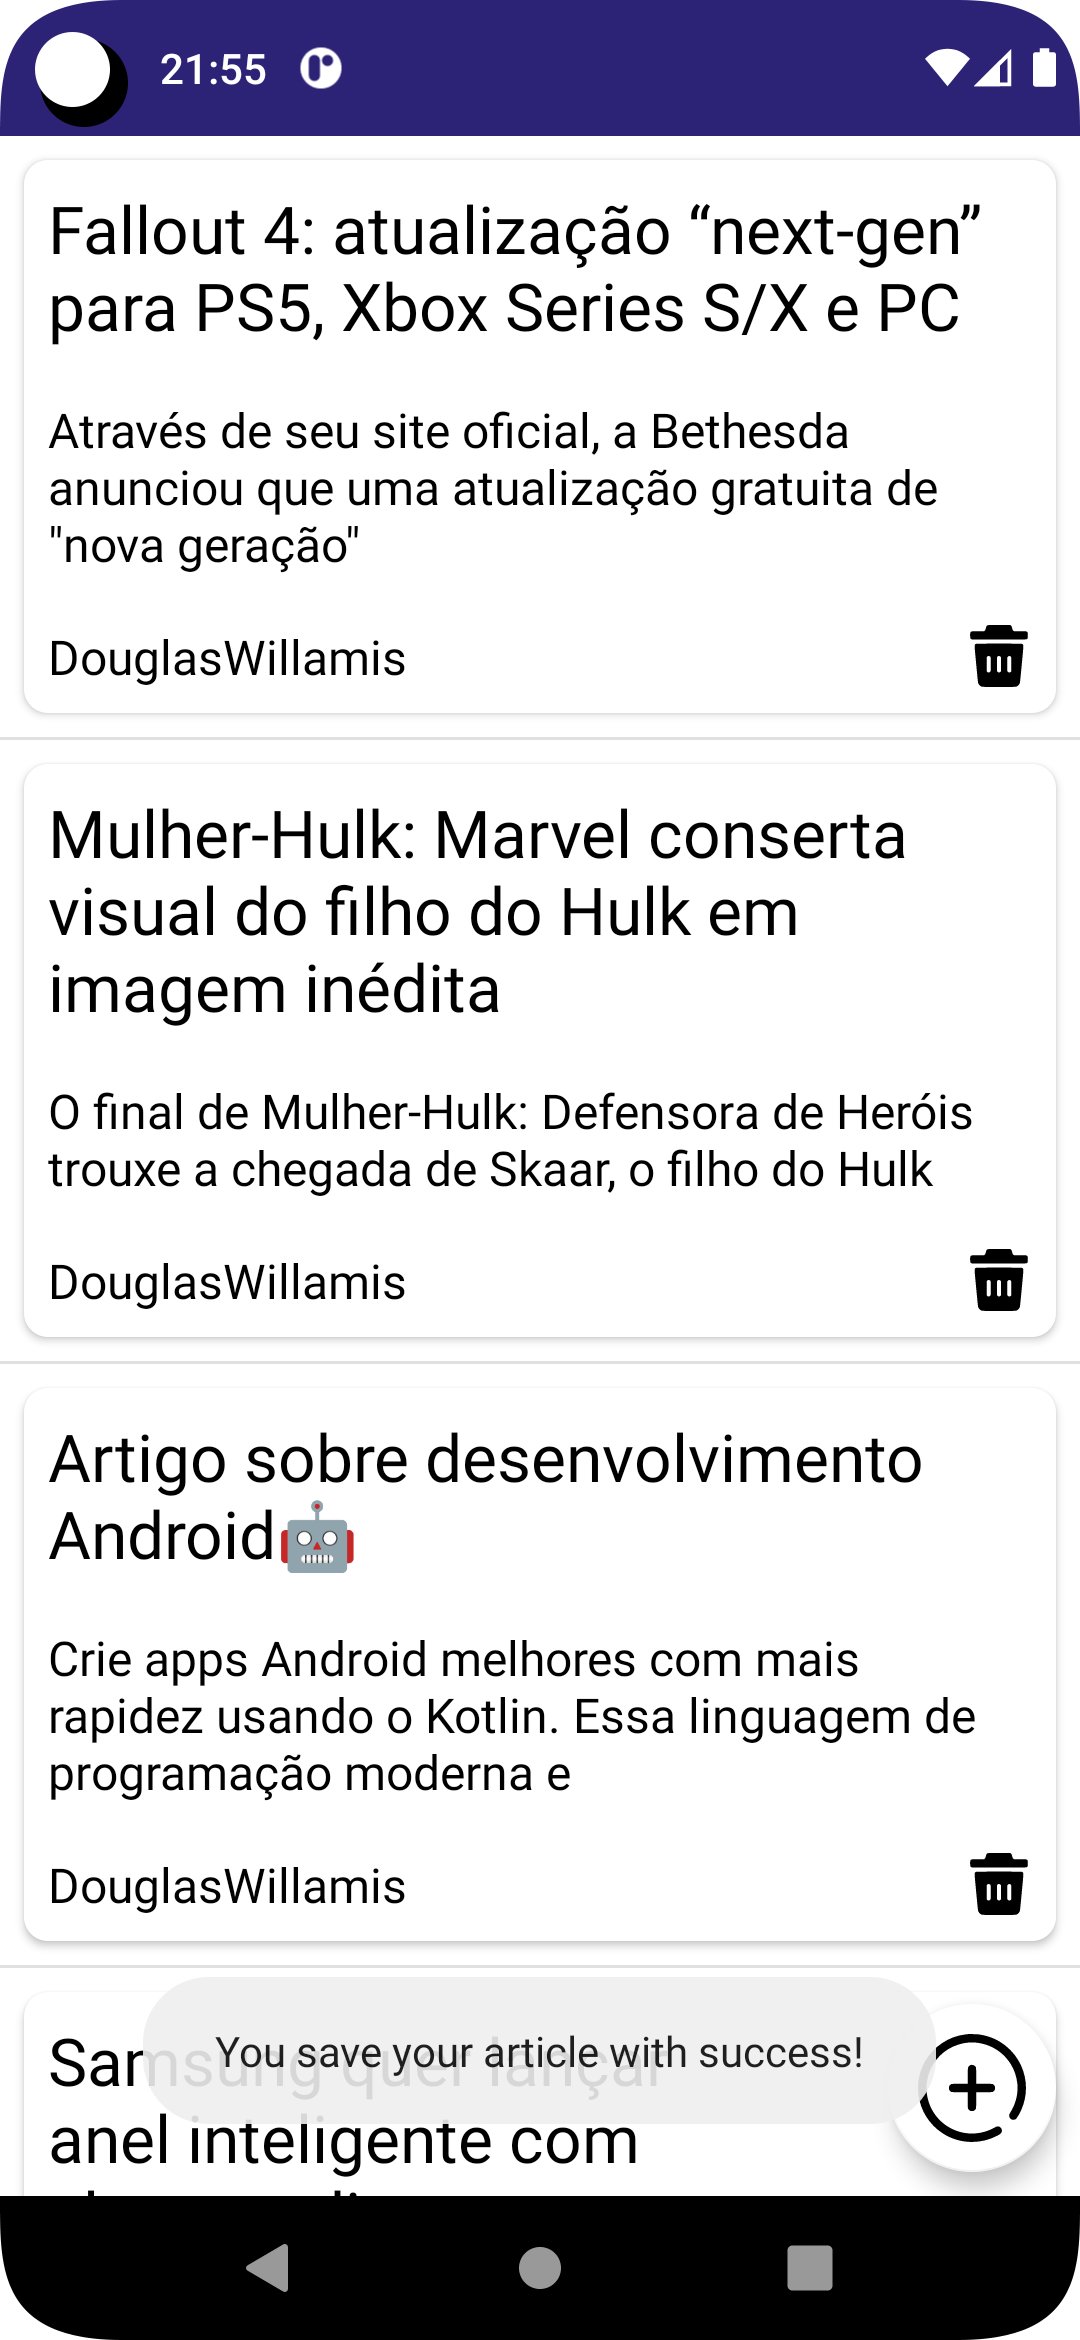 21:55
Fallout 4: atualização “next-gen”
para PS5, Xbox Series S/X e PC
Através de seu site oficial, a Bethesda
anunciou que uma atualização gratuita de
"nova geração"
DouglasWillamis
Mulher-Hulk: Marvel conserta
visual do filho do Hulk em
imagem inédita
O final de Mulher-Hulk: Defensora de Heróis
trouxe a chegada de Skaar, o filho do Hulk
DouglasWillamis
Artigo sobre desenvolvimento
Android🤖
Crie apps Android melhores com mais
rapidez usando o Kotlin. Essa linguagem de
programação moderna e
DouglasWillamis
You save your article with success!
Samsung quer lançar
anel inteligente com